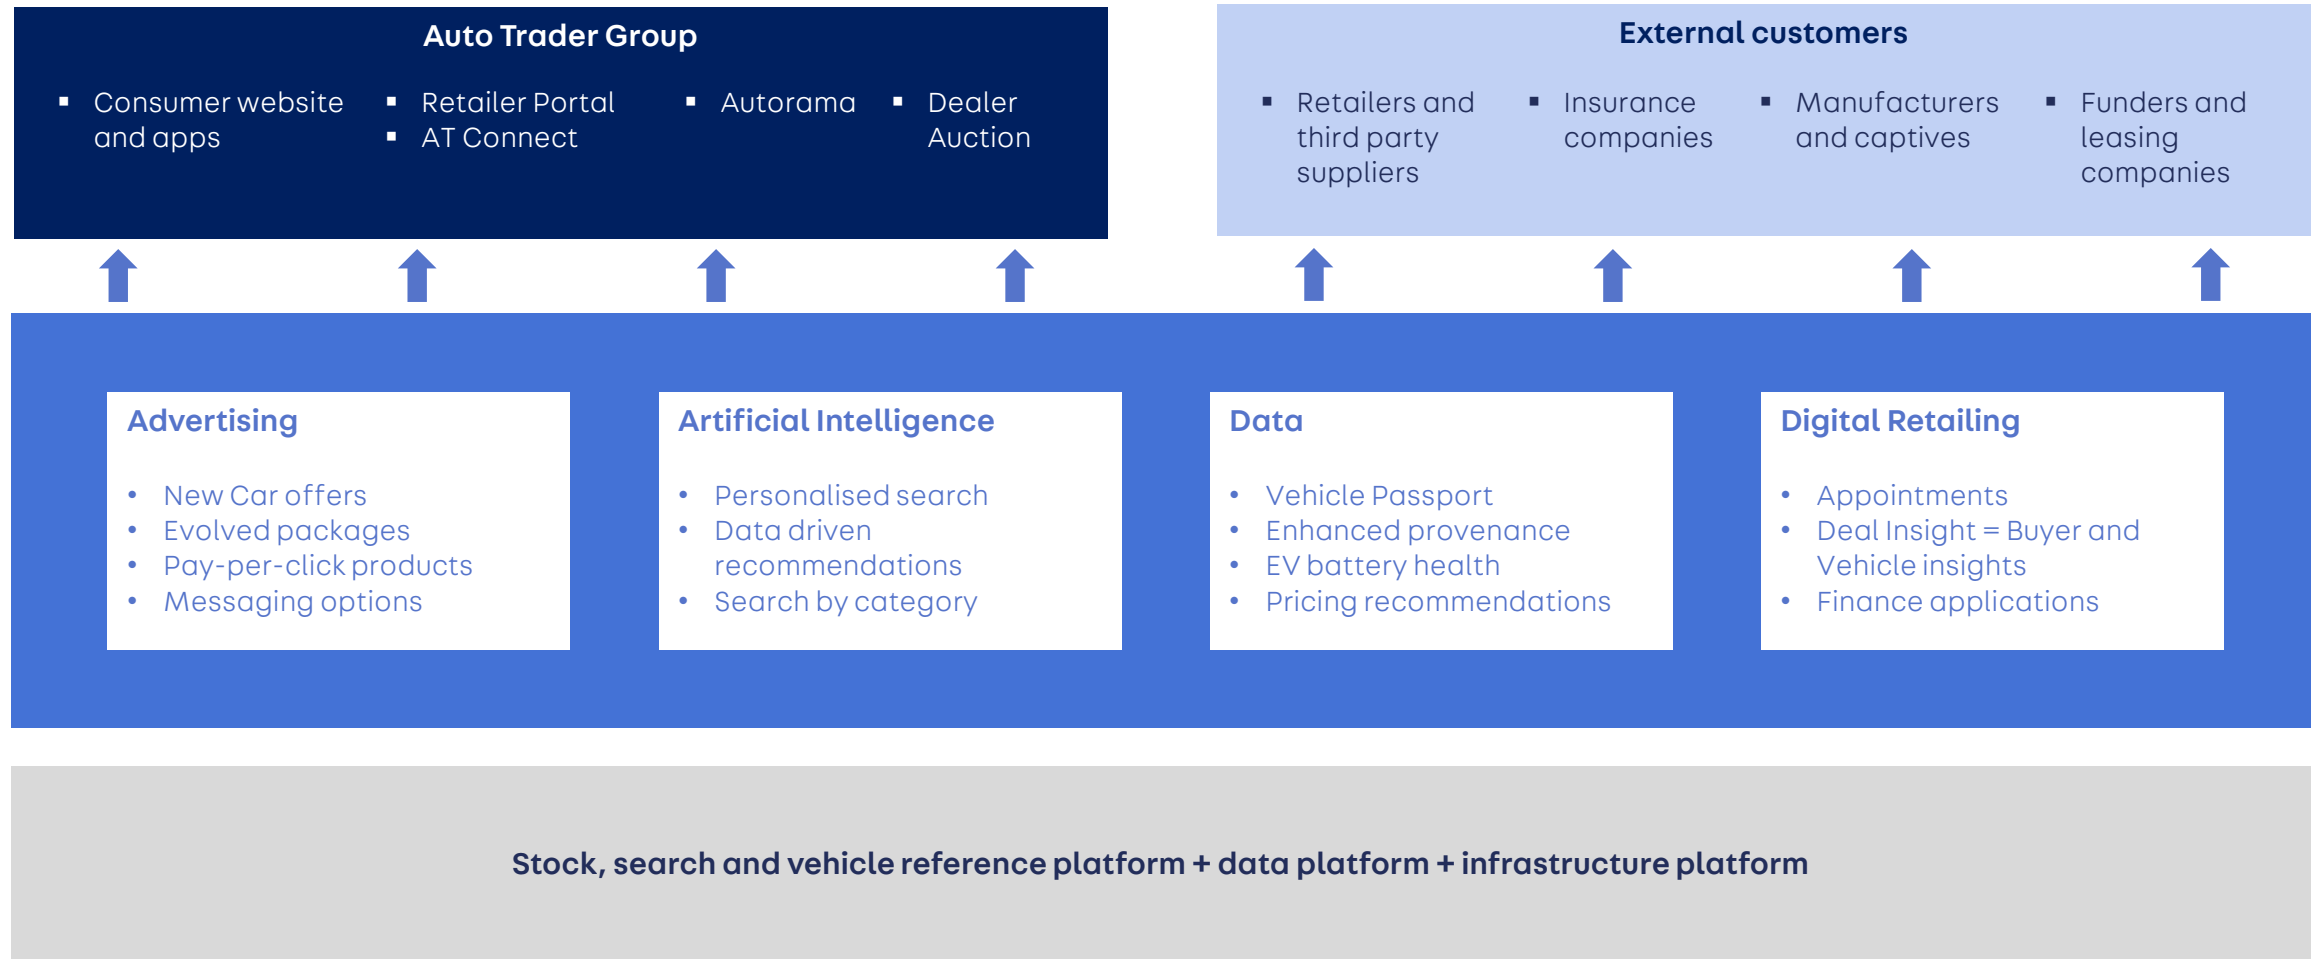 Auto Trader Group
▪ Consumer website
and apps
▪ Retailer Portal
▪ AT Connect
▪ Autorama
▪ Dealer
Auction
External customers
▪ Retailers and
third party
suppliers
▪ Insurance
companies
▪ Manufacturers
and captives
▪ Funders and
leasing
companies
Advertising
• New Car offers
• Evolved packages
• Pay-per-click products
• Messaging options
Artificial Intelligence
• Personalised search
• Data driven
recommendations
• Search by category
Data
• Vehicle Passport
• Enhanced provenance
• EV battery health
• Pricing recommendations
Digital Retailing
• Appointments
• Deal Insight = Buyer and
Vehicle insights
• Finance applications
Stock, search and vehicle reference platform + data platform + infrastructure platform